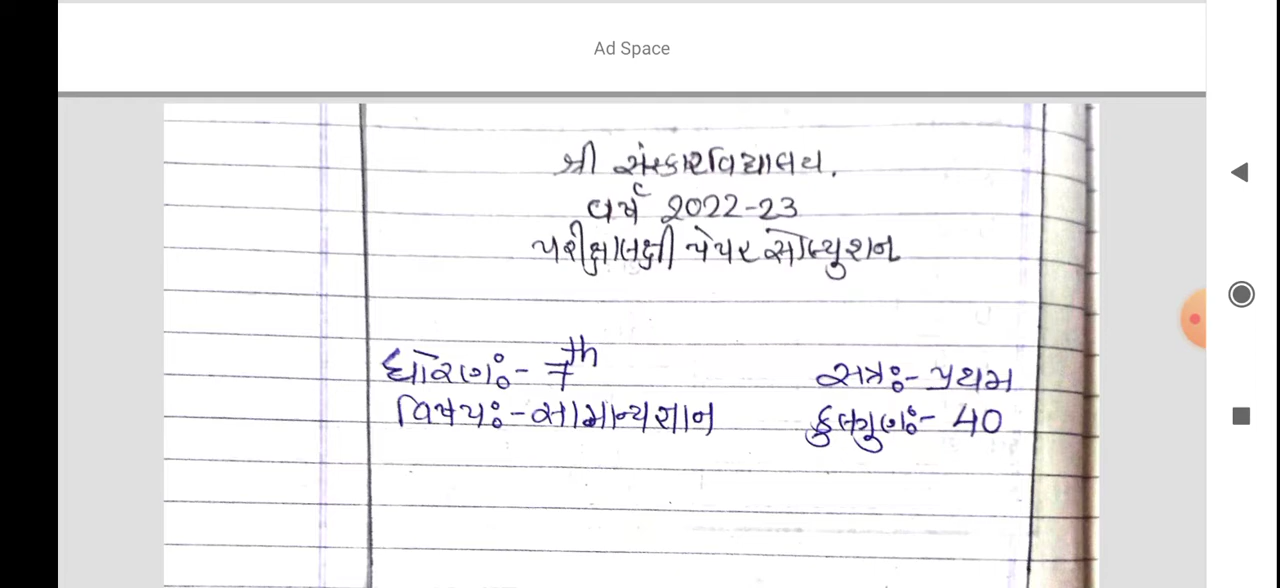 Ad Space
શ્રી સંસ્કારવિદ્યાલય.
વર્ષ 2022-23
પરીક્ષાલક્ષી પેપર સોલ્યુશન
ધોરણઃ- 7th
સત્રઃ- પ્રથમ
વિષયઃ- સામાન્યજ્ઞાન
કુલગુણઃ- 40